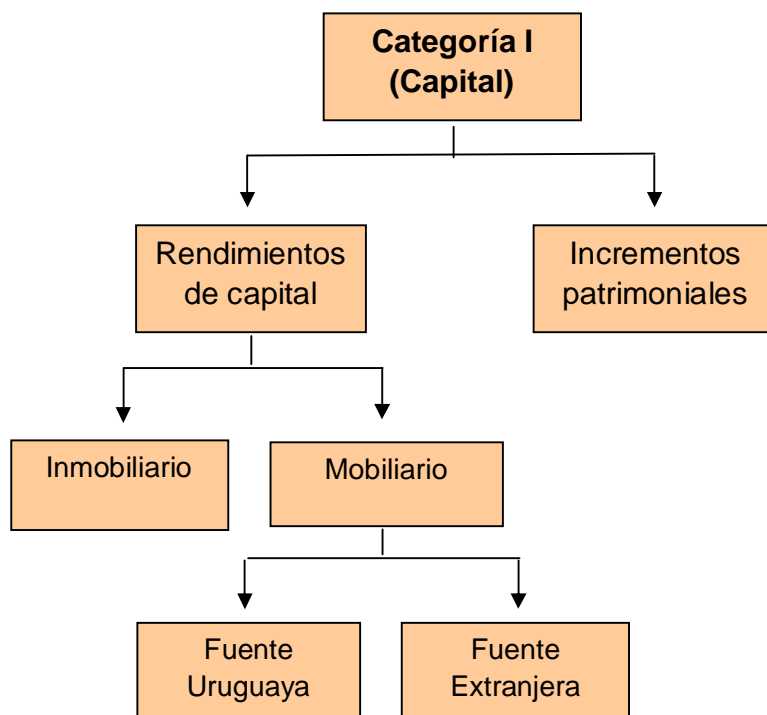 Categoría I
(Capital)
Rendimientos
de capital
Incrementos
patrimoniales
Inmobiliario
Mobiliario
Fuente
Uruguaya
Fuente
Extranjera